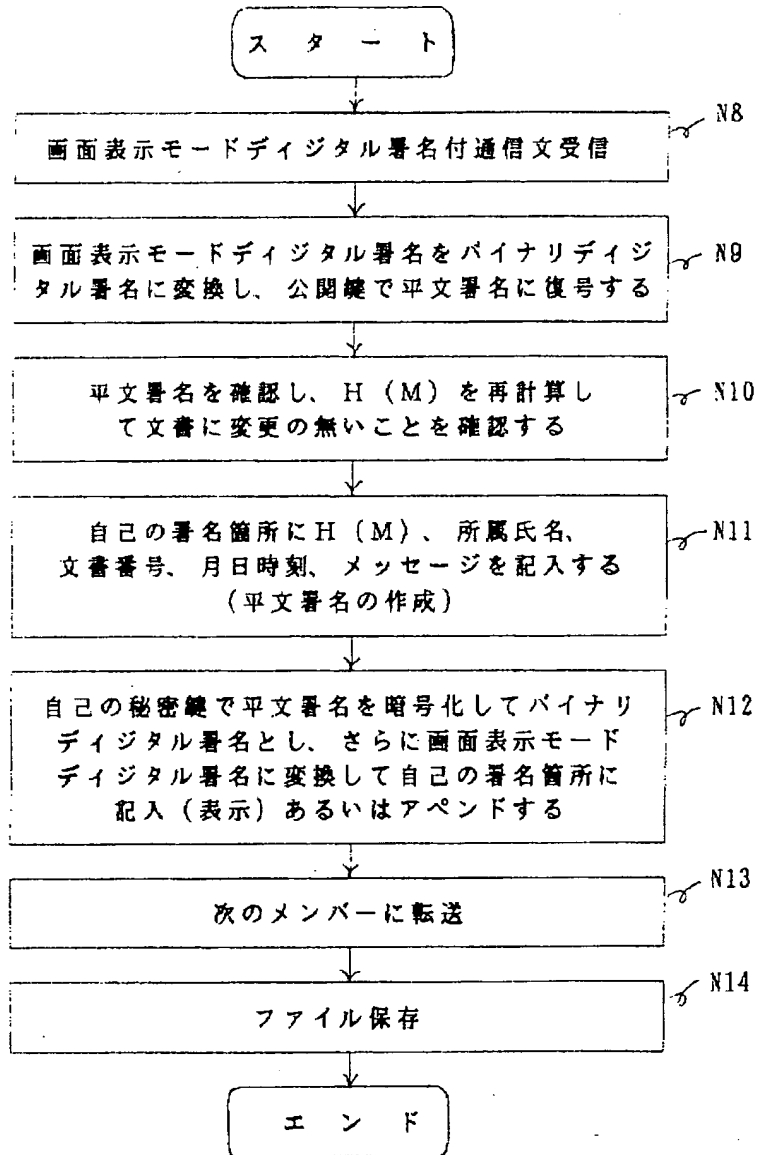 スタート
N8
画面表示モードディジタル署名付通信文受信
N9
画面表示モードディジタル署名をバイナリディジ
タル署名に変換し、公開鍵で平文署名に復号する
N10
平文署名を確認し、H(M)を再計算し
て文書に変更の無いことを確認する
N11
自己の署名箇所にH(M)、所属氏名、
文書番号、月日時刻、メッセージを記入する
(平文署名の作成)
N12
自己の秘密鍵で平文署名を暗号化してバイナリ
ディジタル署名とし、さらに画面表示モード
ディジタル署名に変換して自己の署名箇所に
記入(表示)あるいはアペンドする
N13
次のメンバーに転送
N14
ファイル保存
エンド